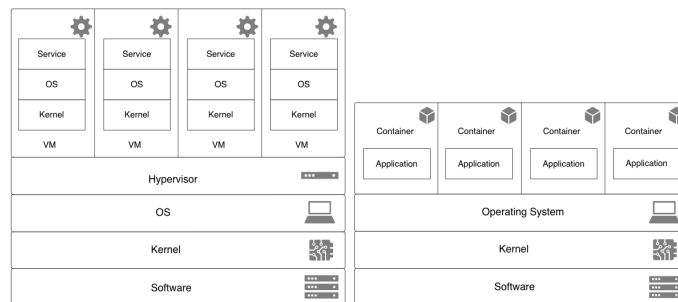 Service Service Service Service
OS OS OS OS
Kernel Kernel Kernel Kernel
VM VM VM VM
Hypervisor
OS
Kernel
Software
Container Container Container Container
Application Application Application Application
Operating System
Kernel
Software